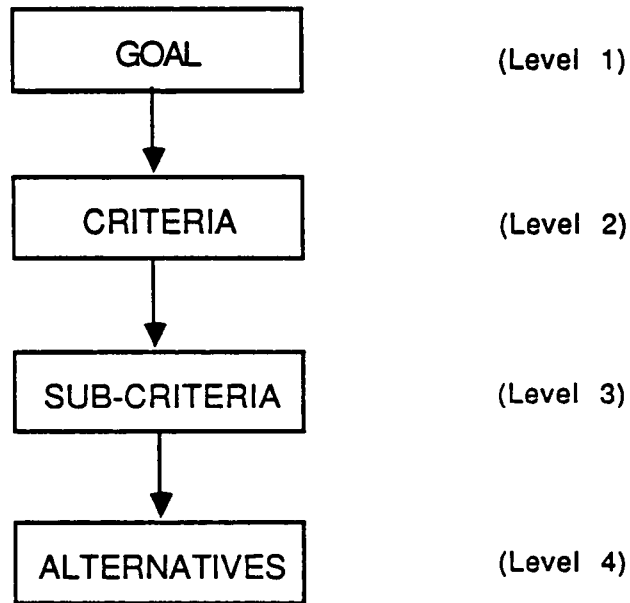 GOAL (Level 1)
CRITERIA (Level 2)
SUB-CRITERIA (Level 3)
ALTERNATIVES (Level 4)